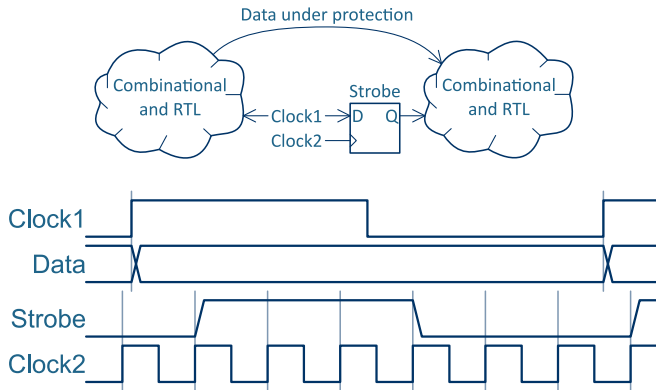 Data under protection
Combinational
and RTL
Strobe
Clock1
D Q
Clock2
Combinational
and RTL
Clock1
Data
Strobe
Clock2